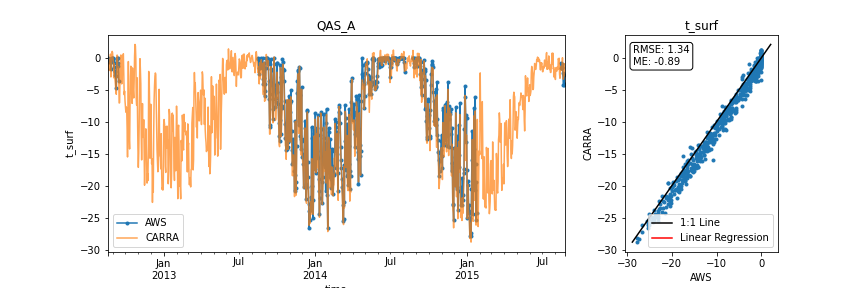 QAS_A
t_surf
0
−5
−10
−15
−20
−25
−30
t_surf
AWS
CARRA
Jan
2013
Jul
Jan
2014
Jul
Jan
2015
Jul
time
RMSE: 1.34
ME: -0.89
0
−5
−10
−15
−20
−25
−30
CARRA
1:1 Line
Linear Regression
−30
−20
−10
0
AWS